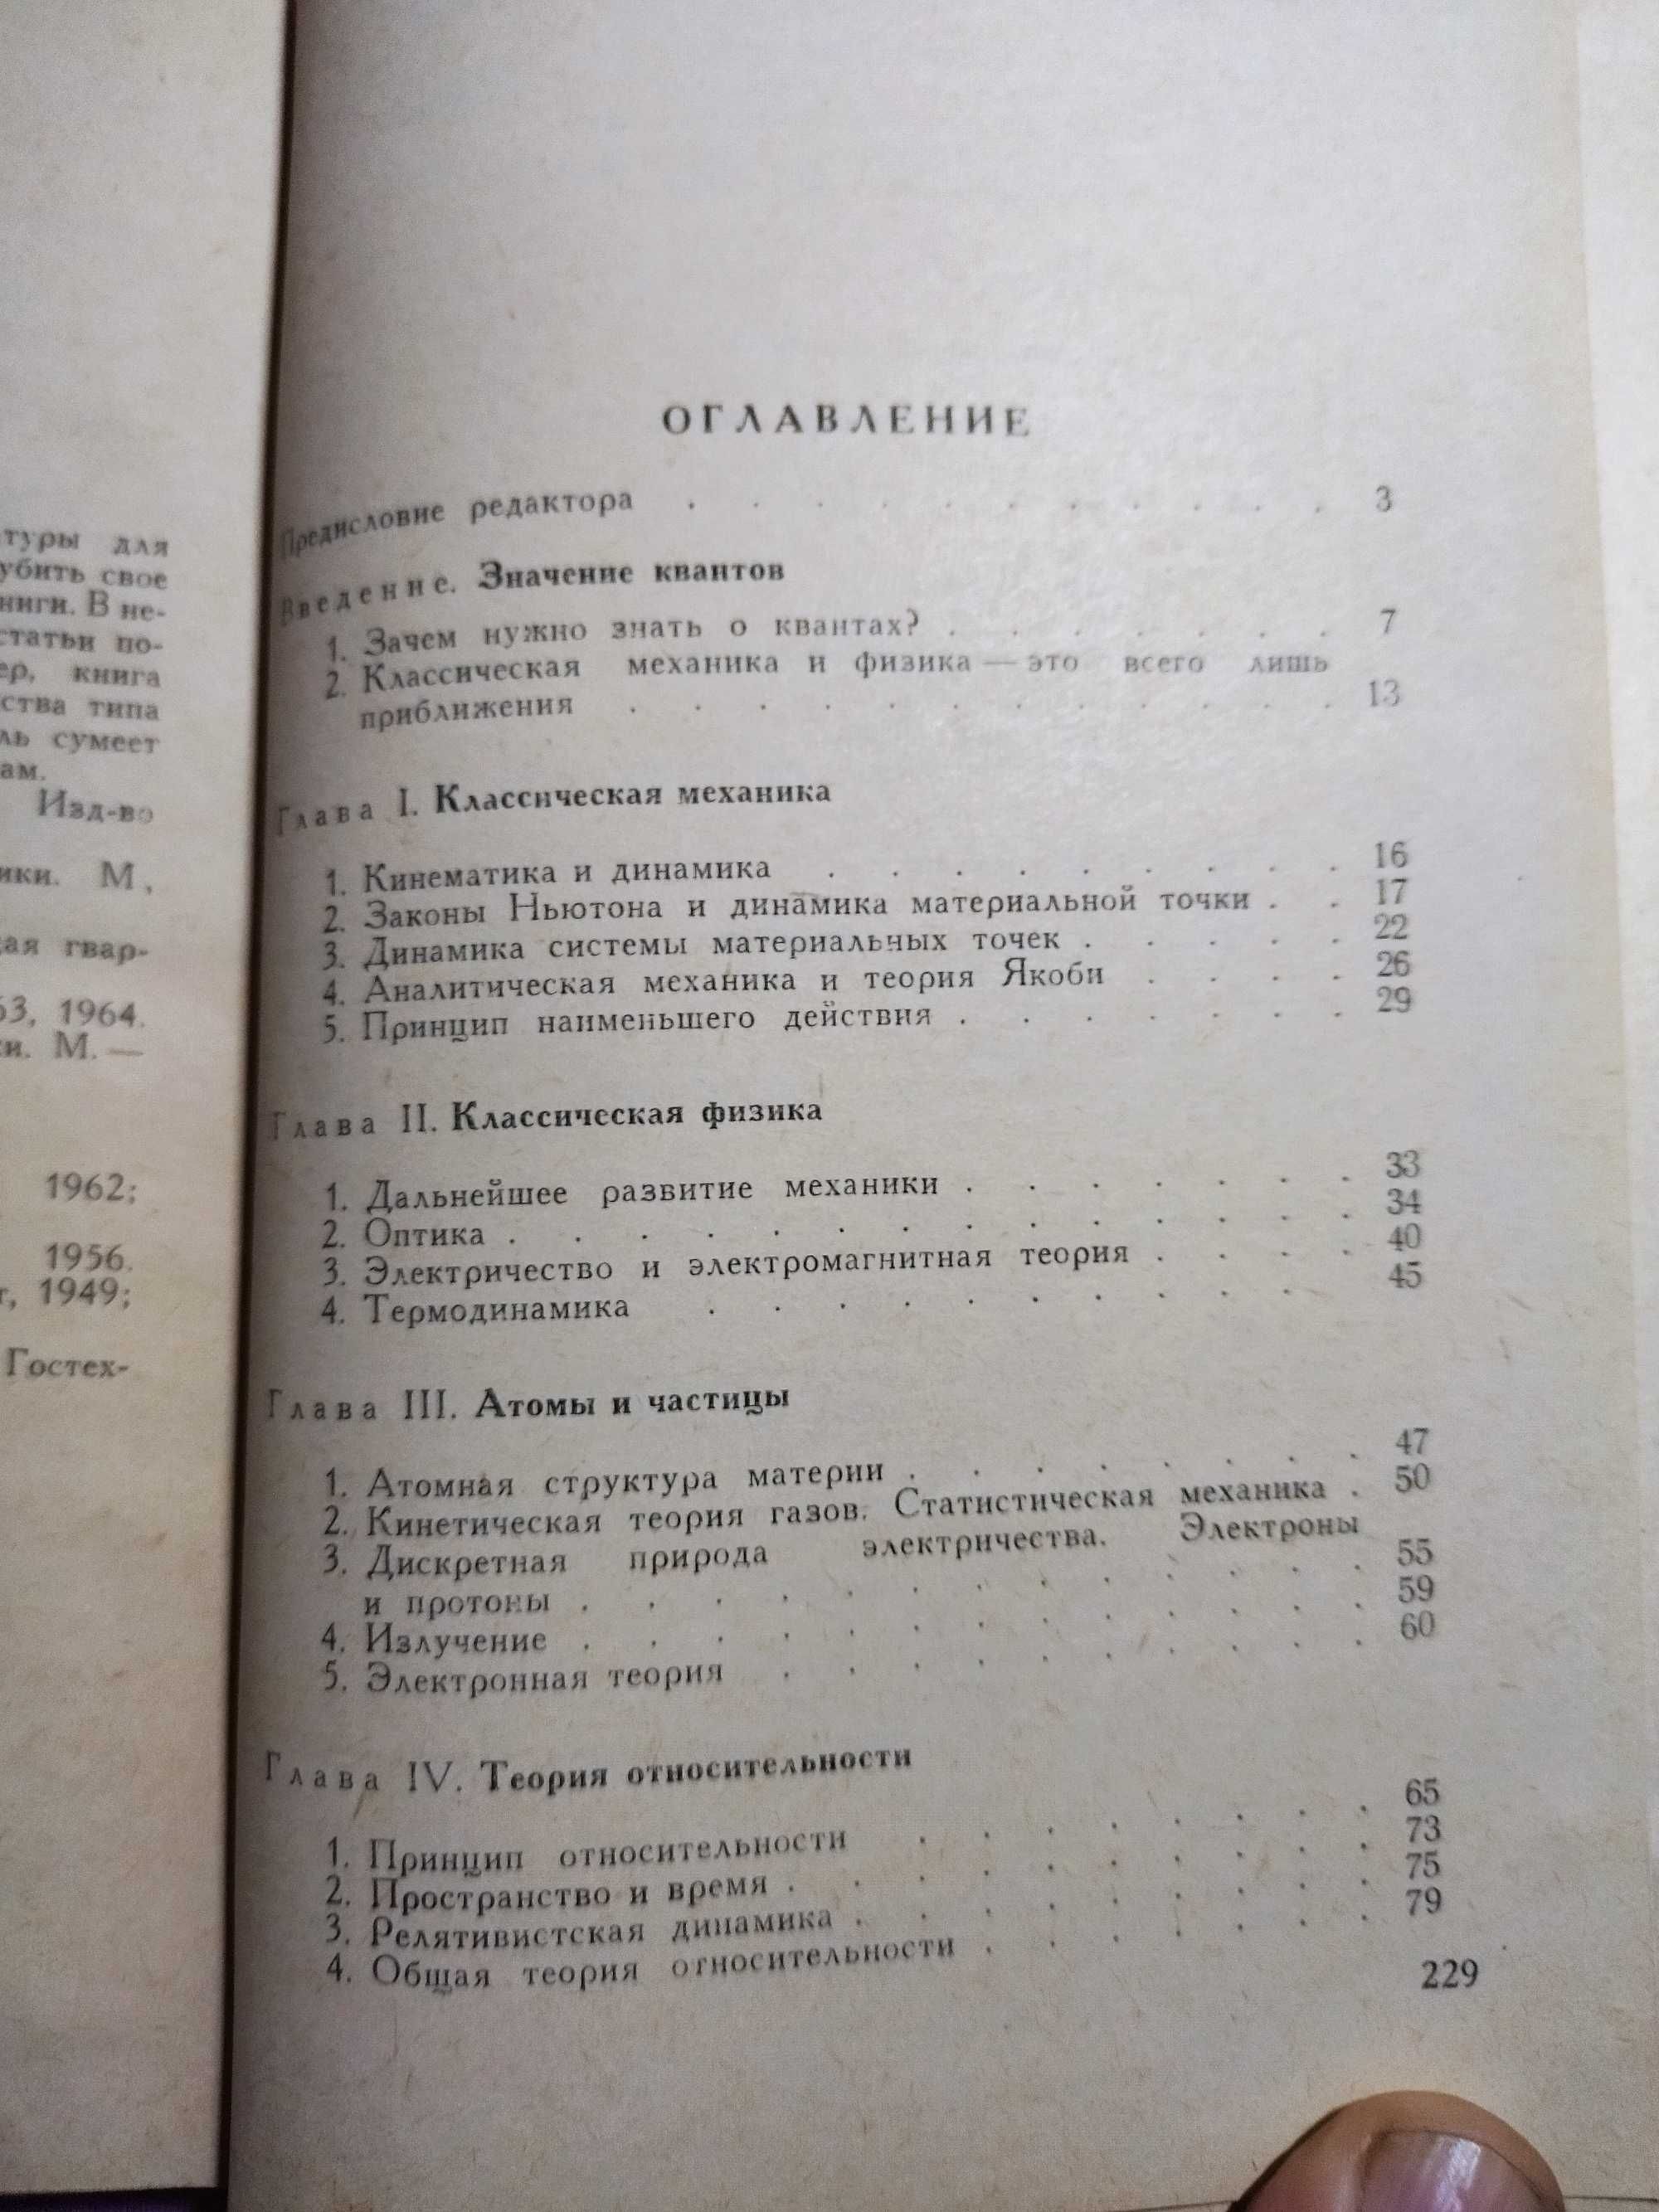 туры для
убить свое
ниги. В не-
статьи по-
ер, книга
ства типа
ль сумеет
ам.
Изд-во
ики. М.,
ая гвар-
63, 1964.
и. М. —
1962;
1956.
т, 1949;
Гостех-
ОГЛАВЛЕНИЕ
Предисловие редактора . . . . . . . . . . . 3
Введение. Значение квантов
1. Зачем нужно знать о квантах? . . . . . . . 7
2. Классическая механика и физика — это всего лишь
приближения . . . . . . . . . . . . 13
Глава I. Классическая механика
1. Кинематика и динамика . . . . . . . . . 16
2. Законы Ньютона и динамика материальной точки . . 17
3. Динамика системы материальных точек . . . . . 22
4. Аналитическая механика и теория Якоби . . . . 26
5. Принцип наименьшего действия . . . . . . . 29
Глава II. Классическая физика
1. Дальнейшее развитие механики . . . . . . . 33
2. Оптика . . . . . . . . . . . . . . 34
3. Электричество и электромагнитная теория . . . . 40
4. Термодинамика . . . . . . . . . . 45
Глава III. Атомы и частицы
1. Атомная структура материи . . . . . . . . 47
2. Кинетическая теория газов. Статистическая механика . 50
3. Дискретная природа электричества. Электроны
и протоны . . . . . . . . . . . . . 55
4. Излучение . . . . . . . . . . . . . 59
5. Электронная теория . . . . . . . . . . 60
Глава IV. Теория относительности
1. Принцип относительности . . . . . . . . 65
2. Пространство и время . . . . . . . . . . 73
3. Релятивистская динамика . . . . . . . . . 75
4. Общая теория относительности . . . . . . . 79
229